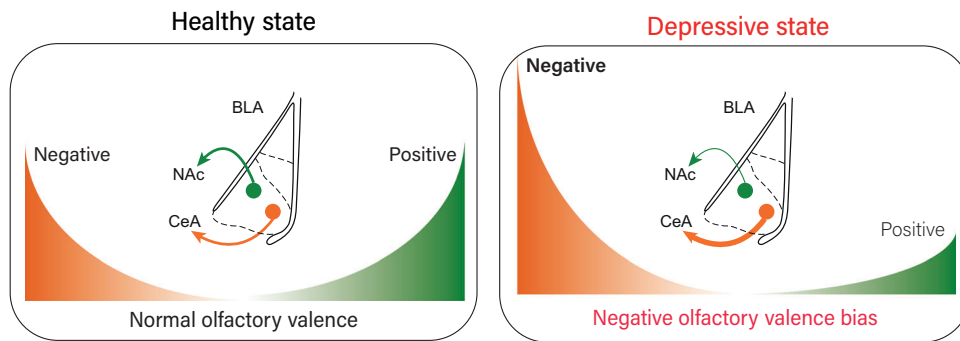 Healthy state
Negative
BLA
NAc
CeA
Positive
Normal olfactory valence
Depressive state
Negative
BLA
NAc
CeA
Positive
Negative olfactory valence bias